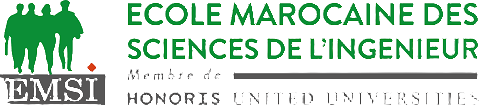 EMSI
ECOLE MAROCAINE DES
SCIENCES DE L'INGENIEUR
Membre de
HONORIS UNITED UNIVERSITIES